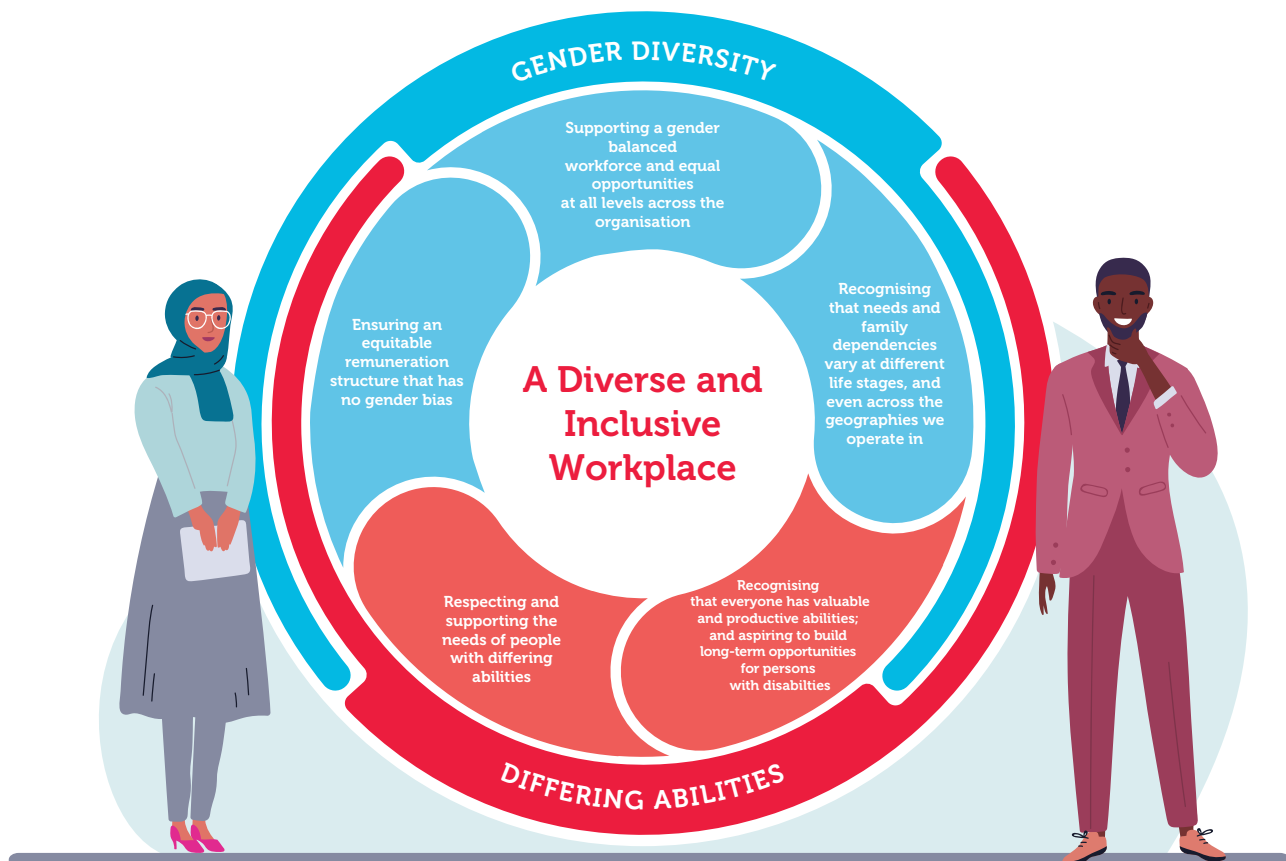 GENDER DIVERSITY
Supporting a gender
balanced
workforce and equal
opportunities
at all levels across the
organisation
Recognising
that needs and
family
dependencies
vary at different
life stages, and
even across the
geographies we
operate in
Ensuring an
equitable
remuneration
structure that has
no gender bias
A Diverse and
Inclusive
Workplace
Respecting and
supporting the
needs of people
with differing
abilities
Recognising
that everyone has valuable
and productive abilities;
and aspiring to build
long-term opportunities
for persons
with disabilties
DIFFERING ABILITIES